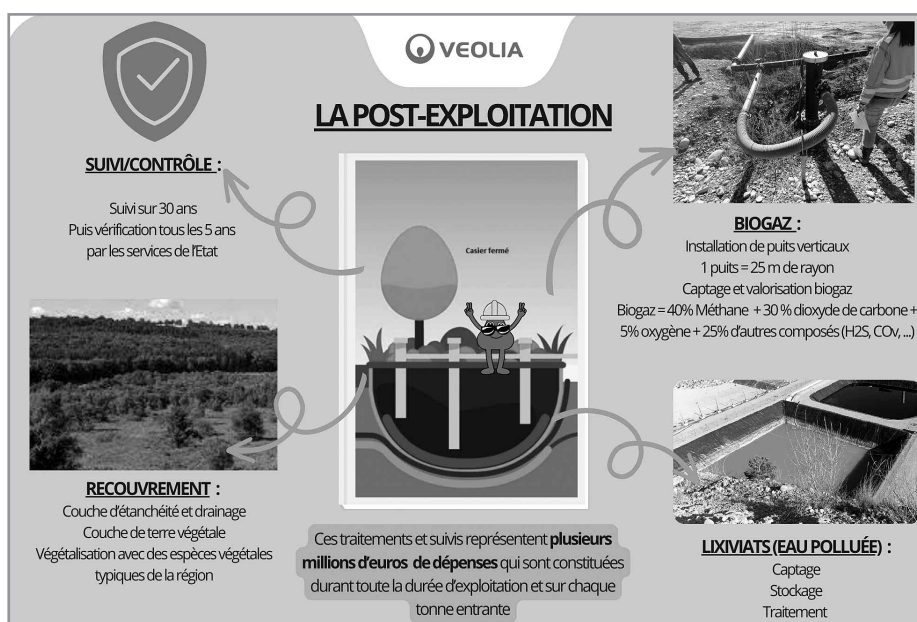 VEOLIA
LA POST-EXPLOITATION
SUIVI/CONTRÔLE :
Suivi sur 30 ans
Puis vérification tous les 5 ans
par les services de l'Etat
Casier fermé
BIOGAZ :
Installation de puits verticaux
1 puits = 25 m de rayon
Captage et valorisation biogaz
Biogaz = 40% Méthane + 30 % dioxyde de carbone +
5% oxygène + 25% d'autres composés (H2S, COv, ...)
RECOUVREMENT :
Couche d'étanchéité et drainage
Couche de terre végétale
Végétalisation avec des espèces végétales
typiques de la région
Ces traitements et suivis représentent plusieurs
millions d'euros de dépenses qui sont constituées
durant toute la durée d'exploitation et sur chaque
tonne entrante
LIXIVIATS (EAU POLLUÉE) :
Captage
Stockage
Traitement